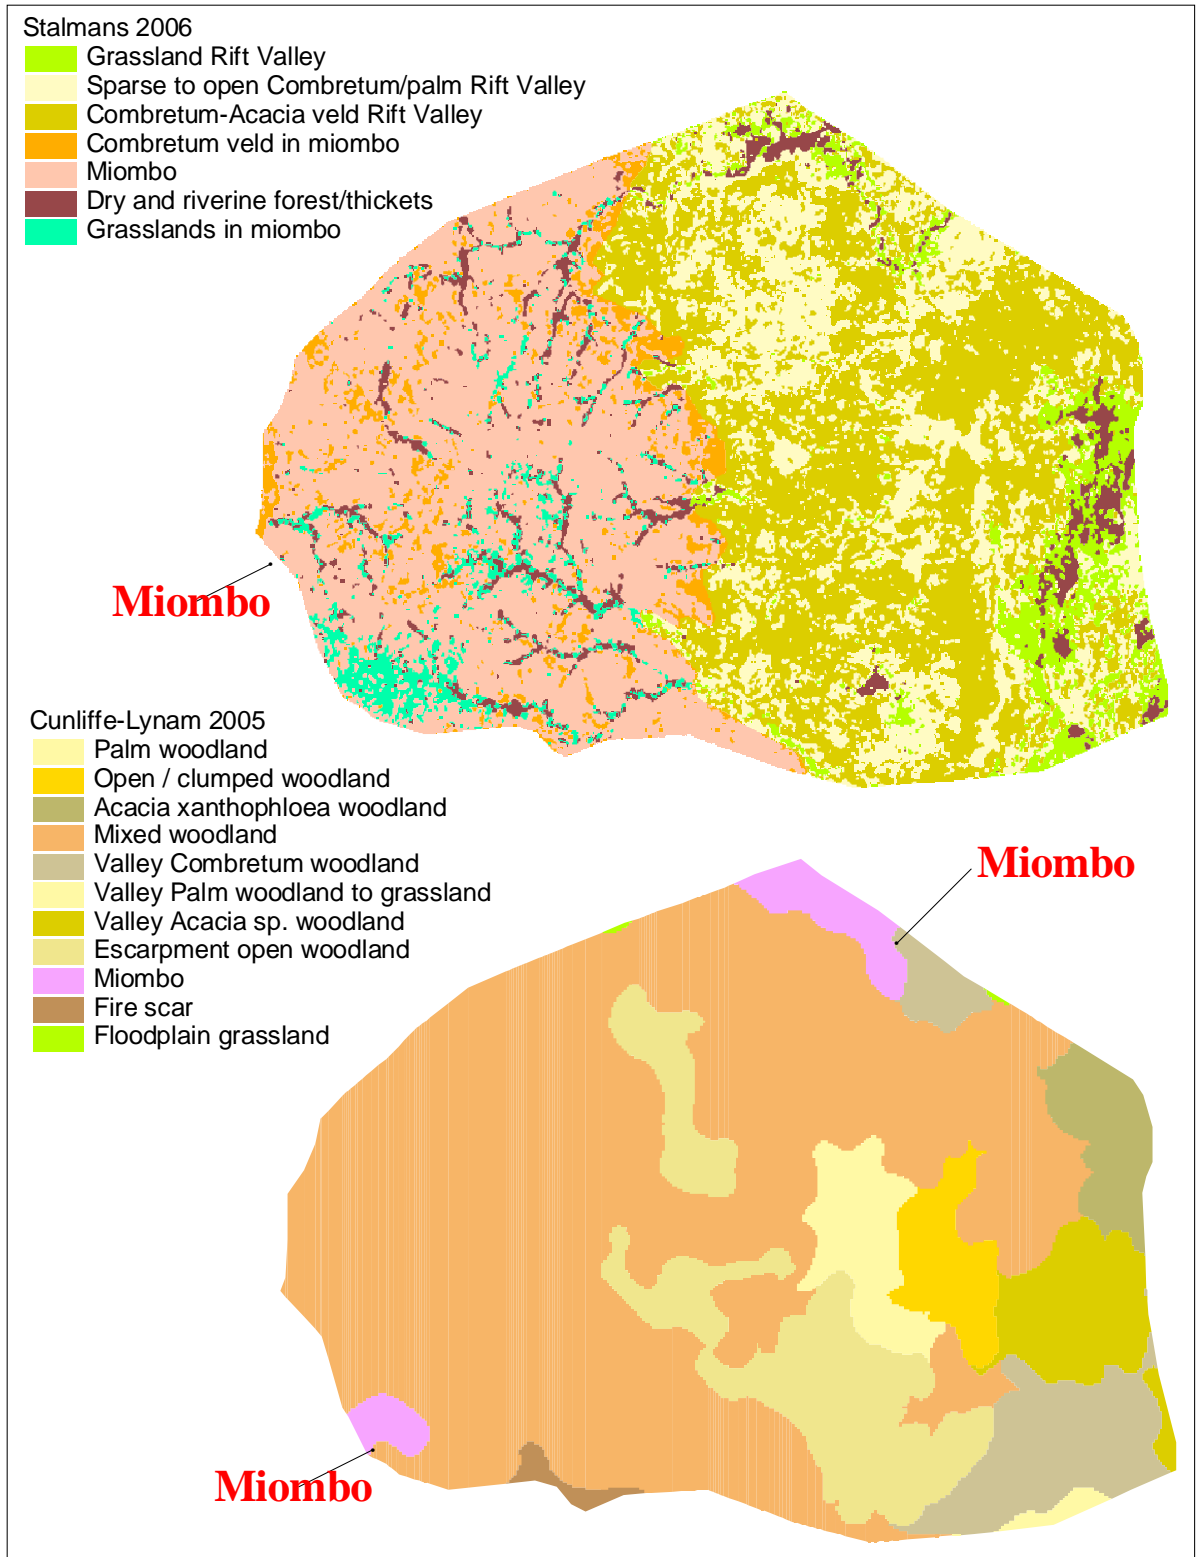 Stalmans 2006
Grassland Rift Valley
Sparse to open Combretum/palm Rift Valley
Combretum-Acacia veld Rift Valley
Combretum veld in miombo
Miombo
Dry and riverine forest/thickets
Grasslands in miombo
Miombo
Cunliffe-Lynam 2005
Palm woodland
Open / clumped woodland
Acacia xanthophloea woodland
Mixed woodland
Valley Combretum woodland
Valley Palm woodland to grassland
Valley Acacia sp. woodland
Escarpment open woodland
Miombo
Fire scar
Floodplain grassland
Miombo
Miombo